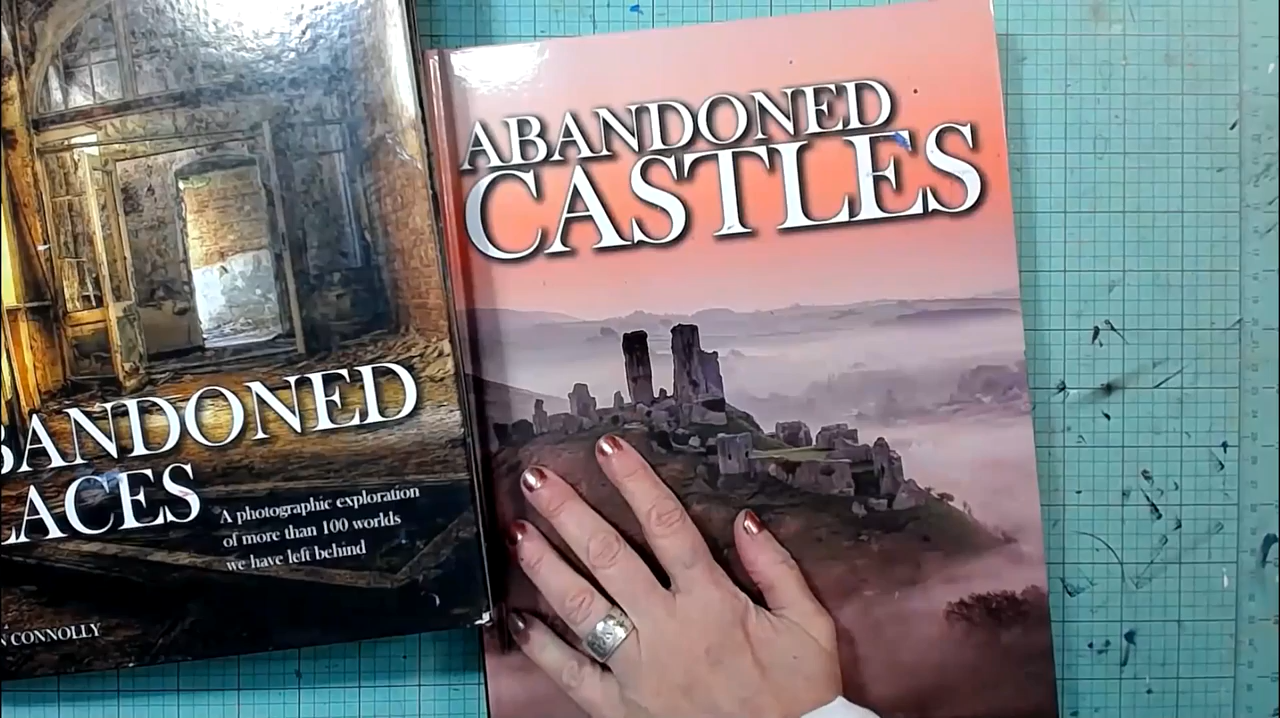 ABANDONED
CASTLES
BANDONED
LACES
A photographic exploration
of more than 100 worlds
we have left behind
N CONNOLLY